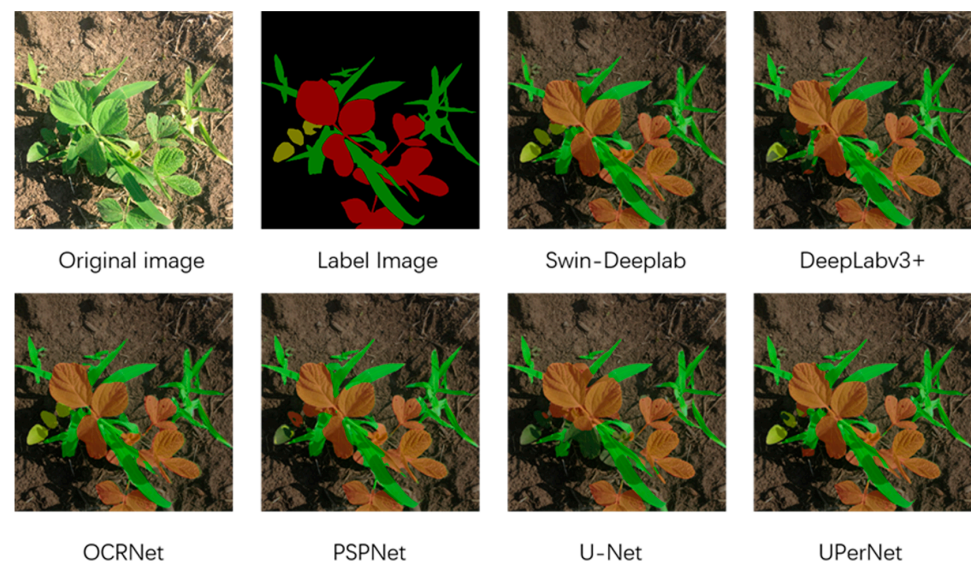 Original image
Label Image
Swin-Deeplab
DeepLabv3+
OCRNet
PSPNet
U-Net
UPerNet